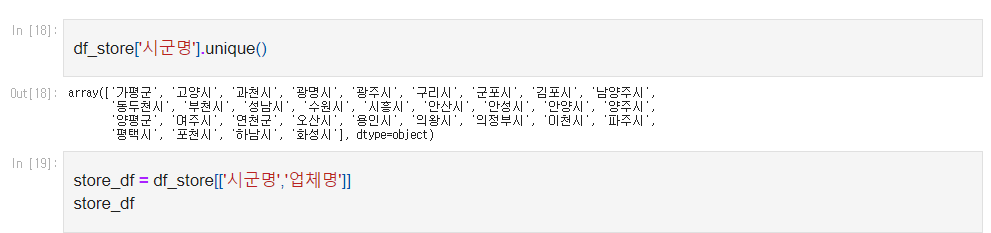 In [18]:
df_store['시군명'].unique()
Out[18]: array(['가평군', '고양시', '과천시', '광명시', '광주시', '구리시', '군포시', '김포시', '남양주시',
'동두천시', '부천시', '성남시', '수원시', '시흥시', '안산시', '안성시', '안양시', '양주시',
'양평군', '여주시', '연천군', '오산시', '용인시', '의왕시', '의정부시', '이천시', '파주시',
'평택시', '포천시', '하남시', '화성시'], dtype=object)
In [19]:
store_df = df_store[['시군명','업체명']]
store_df